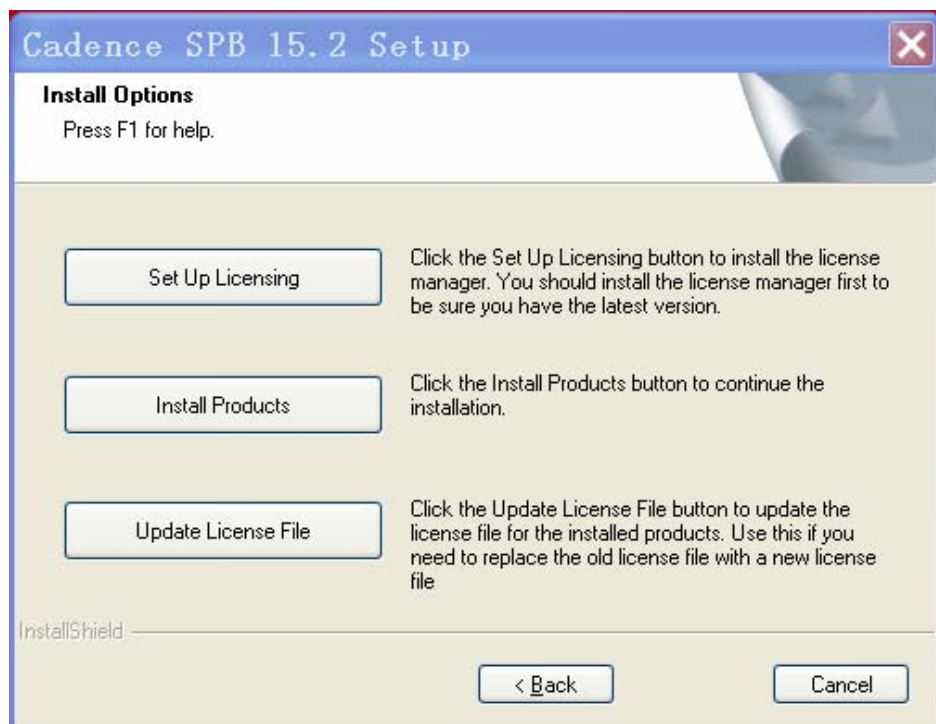 Cadence SPB 15.2 Setup
Install Options
Press F1 for help.
Set Up Licensing
Click the Set Up Licensing button to install the license
manager. You should install the license manager first to
be sure you have the latest version.
Install Products
Click the Install Products button to continue the
installation.
Update License File
Click the Update License File button to update the
license file for the installed products. Use this if you
need to replace the old license file with a new license
file
InstallShield
< Back
Cancel